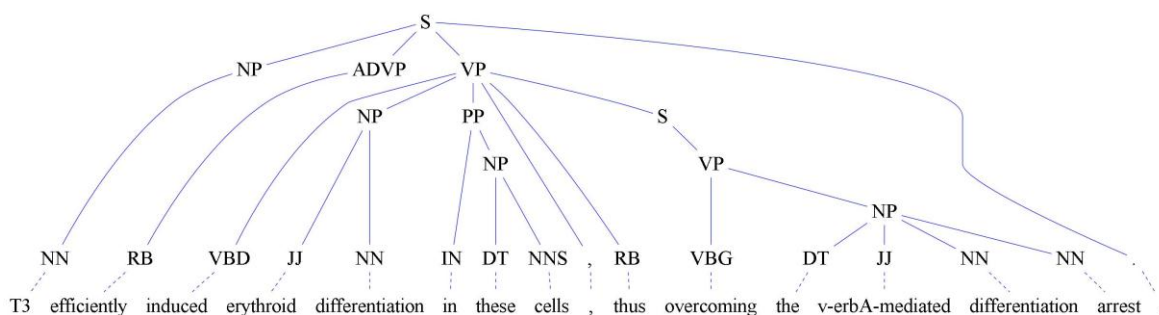 S
NP ADVP VP
NP PP S
NP VP
NP
NN RB VBD JJ NN IN DT NNS , RB VBG DT JJ NN NN .
T3 efficiently induced erythroid differentiation in these cells , thus overcoming the v-erbA-mediated differentiation arrest .